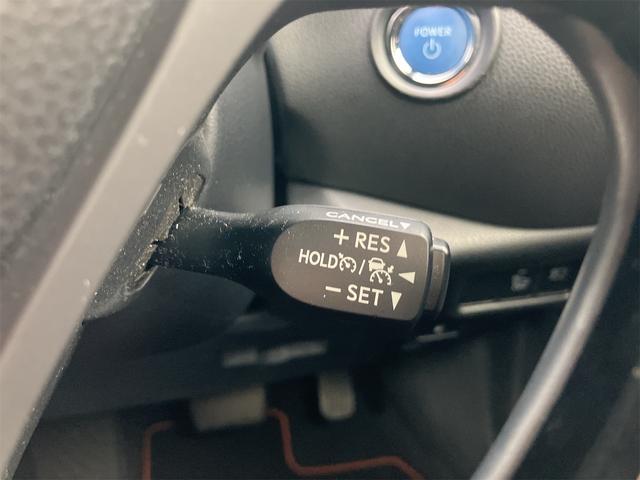 POWER
CANCEL▼
+ RES ▲
HOLD / ◄
− SET ▼